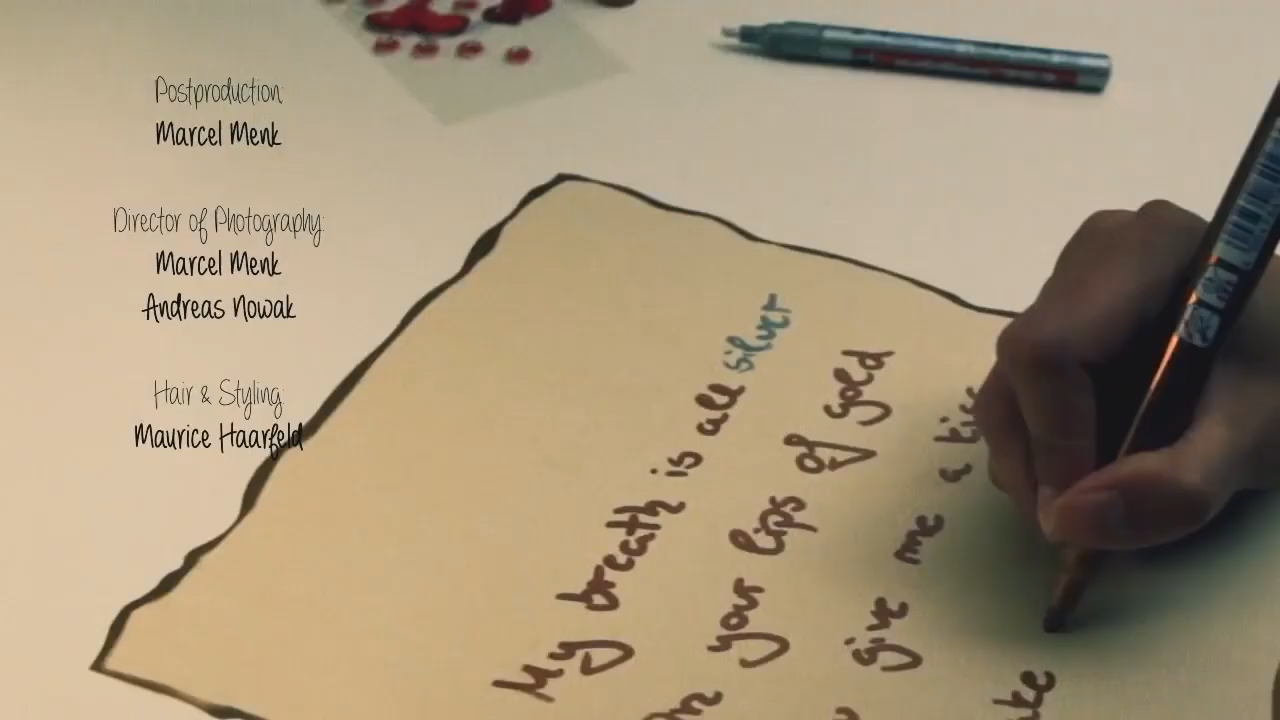 Postproduction:
Marcel Menk
Director of Photography:
Marcel Menk
Andreas Nowak
Hair & Styling:
Maurice Haarfeld
My breath is all silver
your lips of gold
give me a